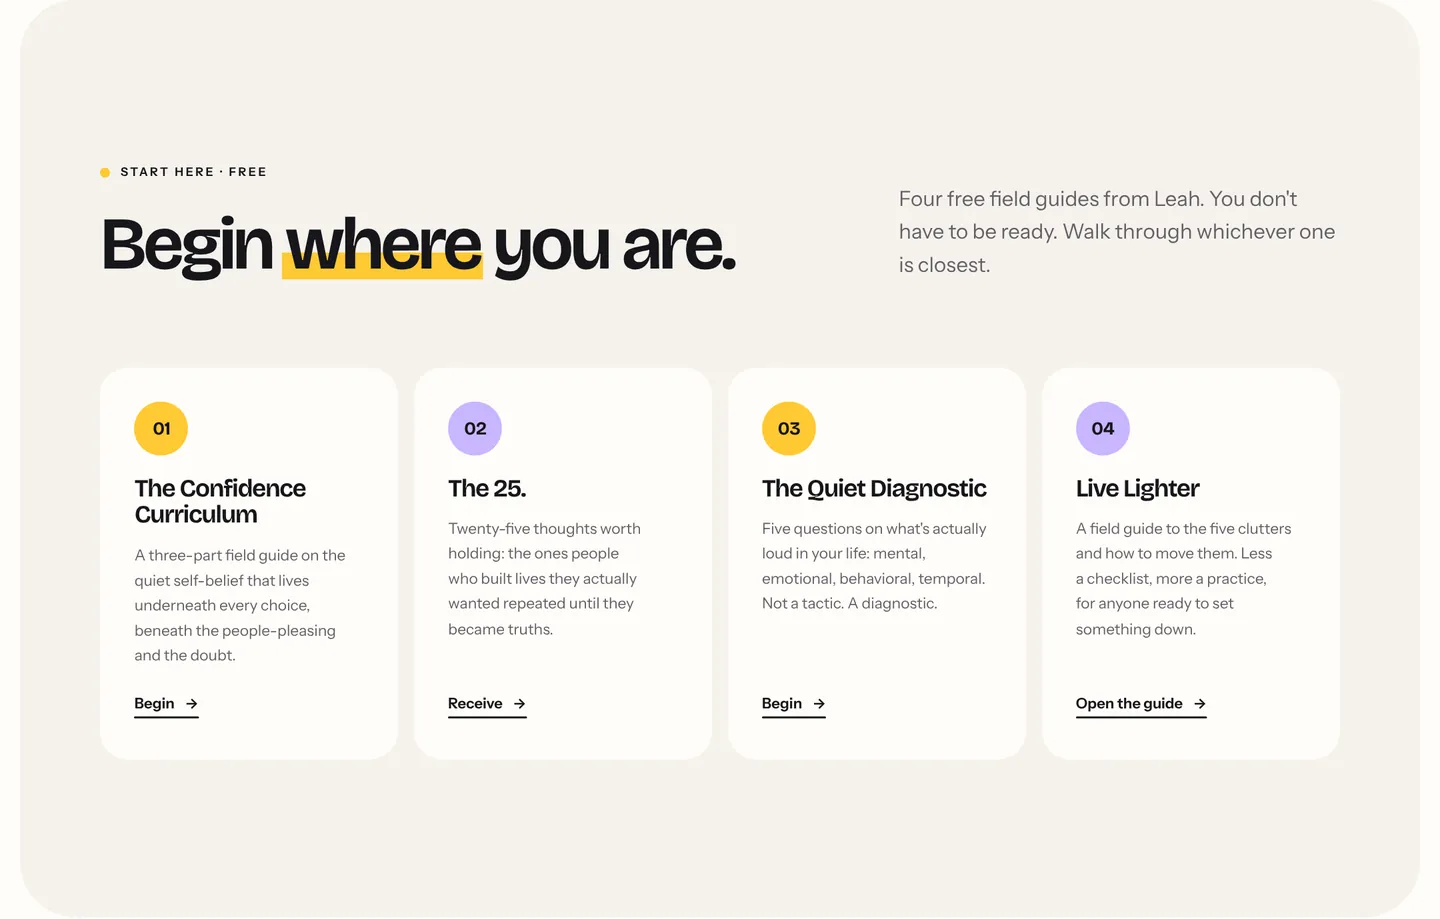 START HERE · FREE
Begin where you are.
Four free field guides from Leah. You don't
have to be ready. Walk through whichever one
is closest.
01
The Confidence
Curriculum
A three-part field guide on the
quiet self-belief that lives
underneath every choice,
beneath the people-pleasing
and the doubt.
Begin →
02
The 25.
Twenty-five thoughts worth
holding: the ones people
who built lives they actually
wanted repeated until they
became truths.
Receive →
03
The Quiet Diagnostic
Five questions on what's actually
loud in your life: mental,
emotional, behavioral, temporal.
Not a tactic. A diagnostic.
Begin →
04
Live Lighter
A field guide to the five clutters
and how to move them. Less
a checklist, more a practice,
for anyone ready to set
something down.
Open the guide →